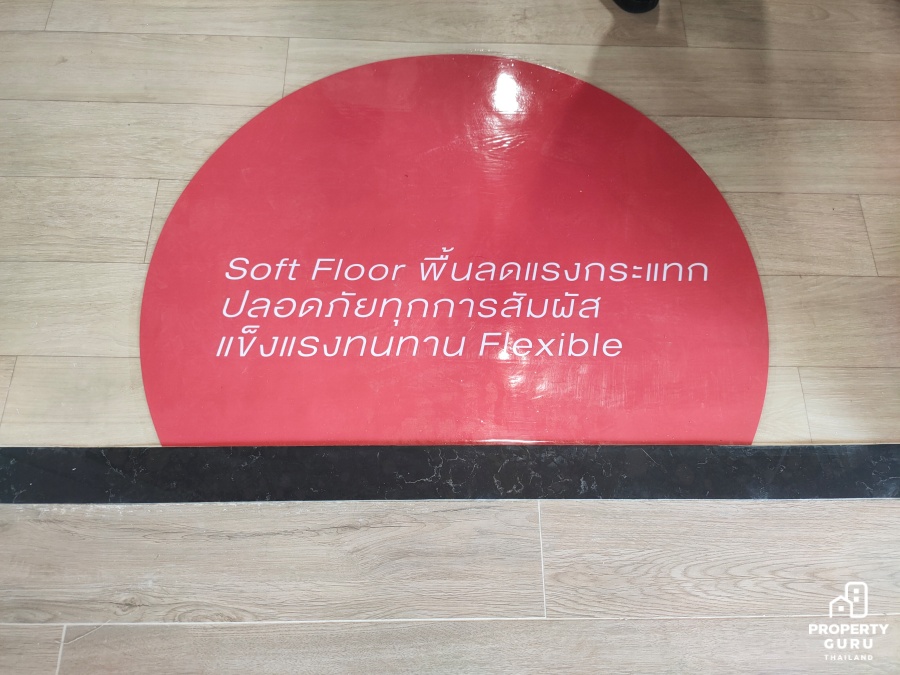 Soft Floor พื้นลดแรงกระแทก
ปลอดภัยทุกการสัมผัส
แข็งแรงทนทาน Flexible
PROPERTY
GURU
THAILAND